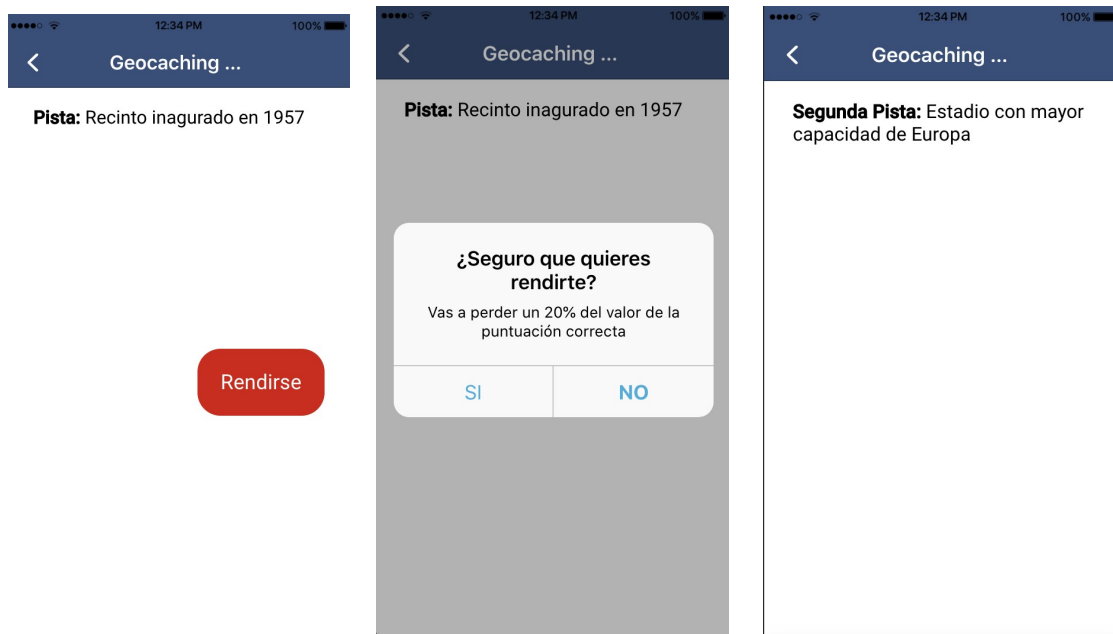 12:34 PM
100%
Geocaching ...
Pista: Recinto inagurado en 1957
Rendirse
12:34 PM
100%
Geocaching ...
Pista: Recinto inagurado en 1957
¿Seguro que quieres
rendirte?
Vas a perder un 20% del valor de la
puntuación correcta
SI
NO
12:34 PM
100%
Geocaching ...
Segunda Pista: Estadio con mayor
capacidad de Europa